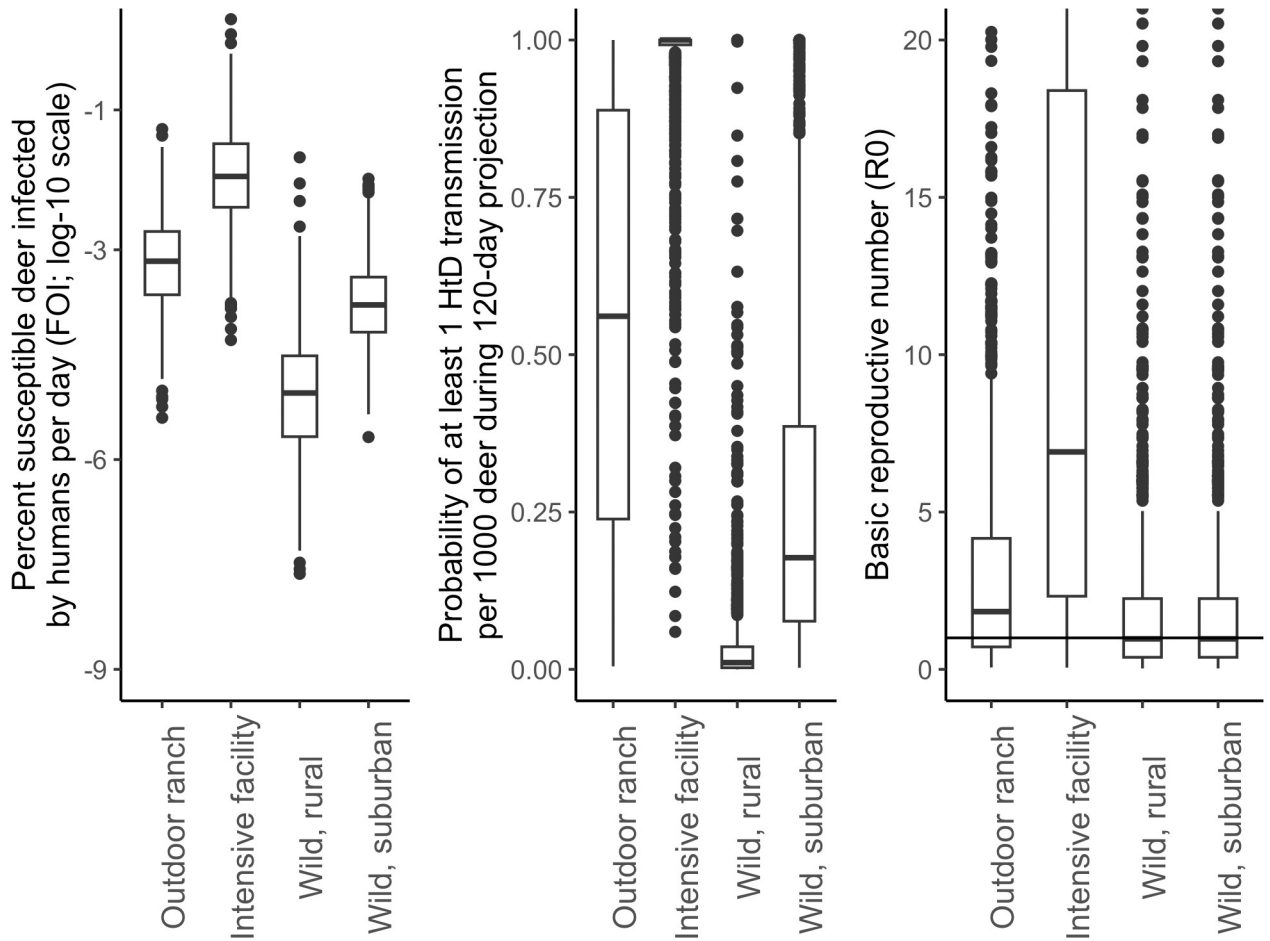 Percent susceptible deer infected
by humans per day (FOI; log-10 scale)
-1
-3
-6
-9
Outdoor ranch
Intensive facility
Wild, rural
Wild, suburban
Probability of at least 1 HtD transmission
per 1000 deer during 120-day projection
1.00
0.75
0.50
0.25
0.00
Outdoor ranch
Intensive facility
Wild, rural
Wild, suburban
Basic reproductive number (R0)
20
15
10
5
0
Outdoor ranch
Intensive facility
Wild, rural
Wild, suburban